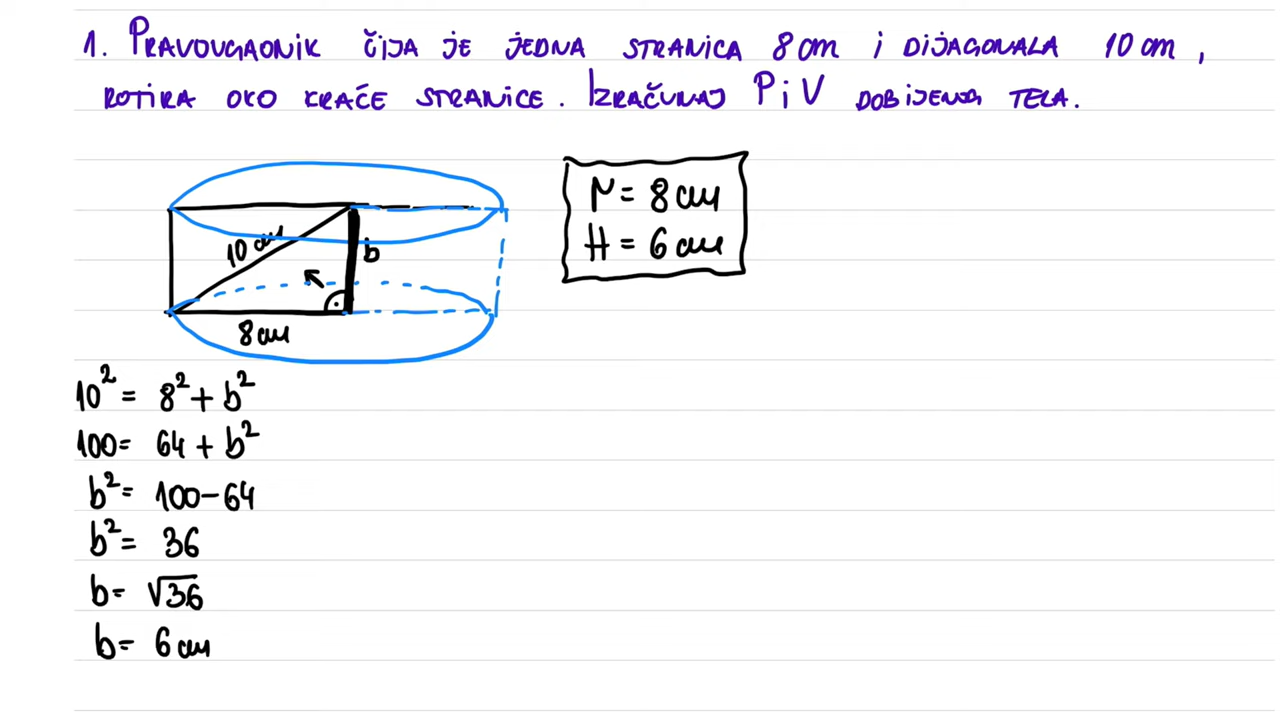 1. PRAVOUGAONIK ČIJA JE JEDNA STRANICA 8 cm i DIJAGONALA 10 cm,
ROTIRA OKO KRAĆE STRANICE. IZRAČUNAJ P i V DOBIJENOG TELA.
r = 8 cm
H = 6 cm
10 cm
b
8 cm
10² = 8² + b²
100 = 64 + b²
b² = 100 - 64
b² = 36
b = √36
b = 6 cm